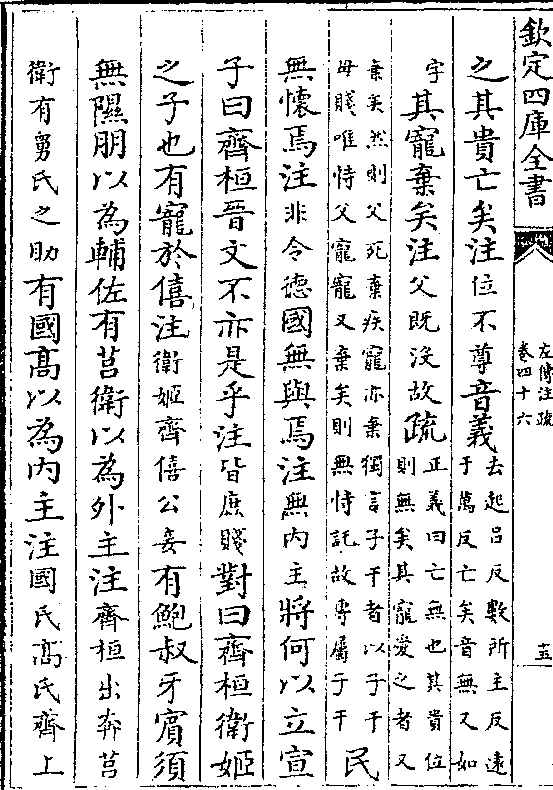 欽定四庫全書
左傳注疏
卷四十六
五
之其貴亡矣注位不尊音義去起呂反數所主反遠于萬反亡矣音無又如
字其寵棄矣注父既沒故疏正義曰亡無也其貴位則無矣其寵愛之者又
棄矣然則父死棄疾寵亦棄獨言子干者以子干母賤唯恃父寵寵又棄矣則無恃託故專屬子干民
無懷焉注非令德國無與焉注無内主將何以立宣
子曰齊桓晉文不亦是乎注皆庶賤對曰齊桓衛姬
之子也有寵於僖注衛姬齊僖公妾有鮑叔牙賓須
無隰朋以為輔佐有莒衛以為外主注齊桓出奔莒
衛有舅氏之助有國髙以為内主注國氏髙氏齊上